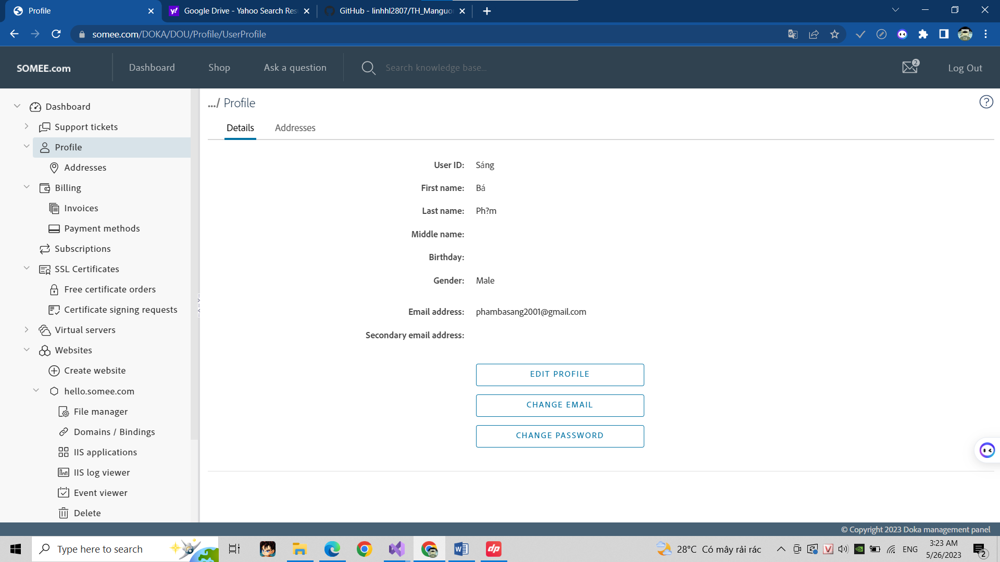 Profile
Google Drive - Yahoo Search Res
GitHub - linhhl2807/TH_Manguo
somee.com/DOKA/DOU/Profile/UserProfile
SOMEE.com
Dashboard
Shop
Ask a question
Search knowledge base...
2
Log Out
Dashboard
Support tickets
Profile
Addresses
Billing
Invoices
Payment methods
Subscriptions
SSL Certificates
Free certificate orders
Certificate signing requests
Virtual servers
Websites
Create website
hello.somee.com
File manager
Domains / Bindings
IIS applications
IIS log viewer
Event viewer
Delete
.../ Profile
?
Details
Addresses
User ID: Sáng
First name: Bá
Last name: Ph?m
Middle name:
Birthday:
Gender: Male
Email address: phambasang2001@gmail.com
Secondary email address:
EDIT PROFILE
CHANGE EMAIL
CHANGE PASSWORD
© Copyright 2023 Doka management panel
Type here to search
dp
28°C Có mây rải rác
ENG
3:23 AM
5/26/2023
2